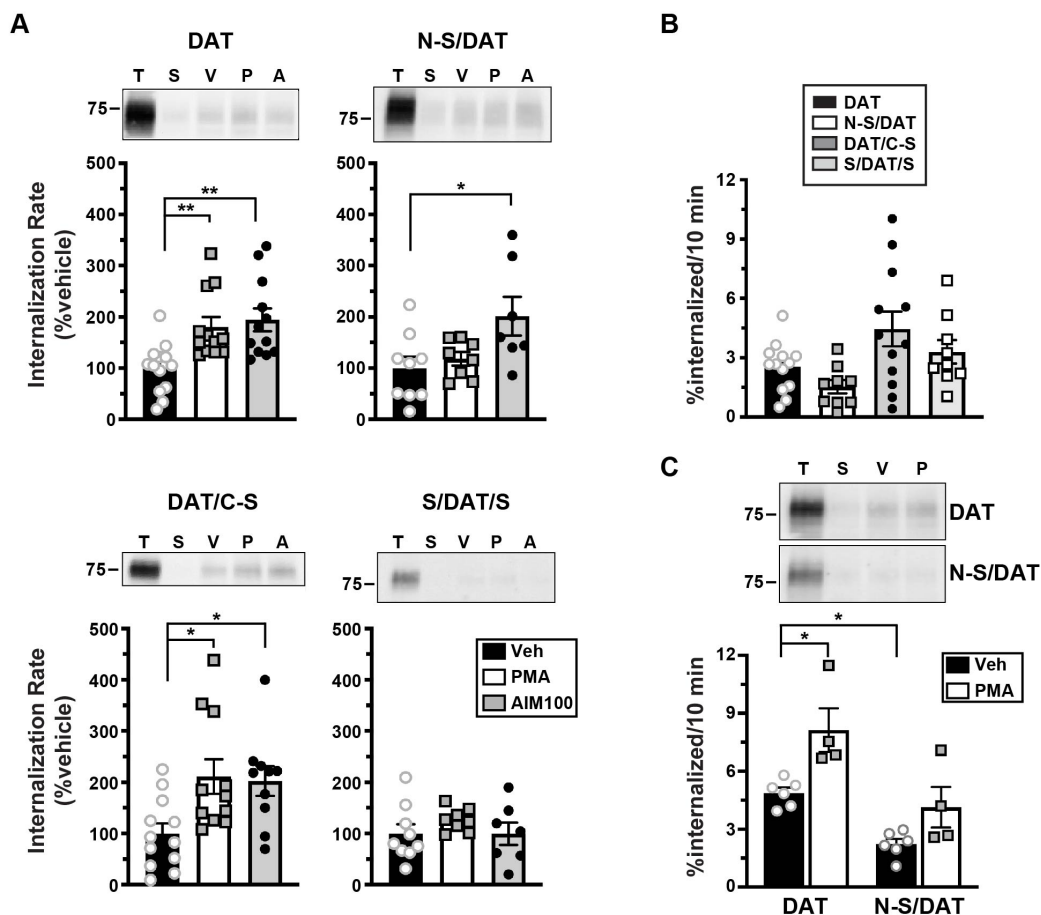 A
DAT
T S V P A
75
Internalization Rate
(%vehicle)
500
400
300
200
100
0
**
**
N-S/DAT
T S V P A
75
500
400
300
200
100
0
*
DAT/C-S
T S V P A
75
Internalization Rate
(%vehicle)
500
400
300
200
100
0
*
*
S/DAT/S
T S V P A
75
500
400
300
200
100
0
Veh
PMA
AIM100
B
DAT
N-S/DAT
DAT/C-S
S/DAT/S
%internalized/10 min
12
9
6
3
0
C
T S V P
75
DAT
75
N-S/DAT
%internalized/10 min
12
9
6
3
0
*
*
Veh
PMA
DAT N-S/DAT